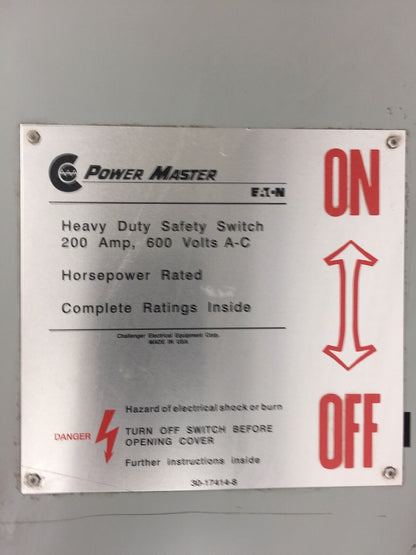 C POWER MASTER
EATON
Heavy Duty Safety Switch
200 Amp, 600 Volts A-C
Horsepower Rated
Complete Ratings Inside
Challenger Electrical Equipment Corp.
MADE IN USA
ON
OFF
DANGER
Hazard of electrical shock or burn
TURN OFF SWITCH BEFORE
OPENING COVER
Further instructions inside
30-17414-8